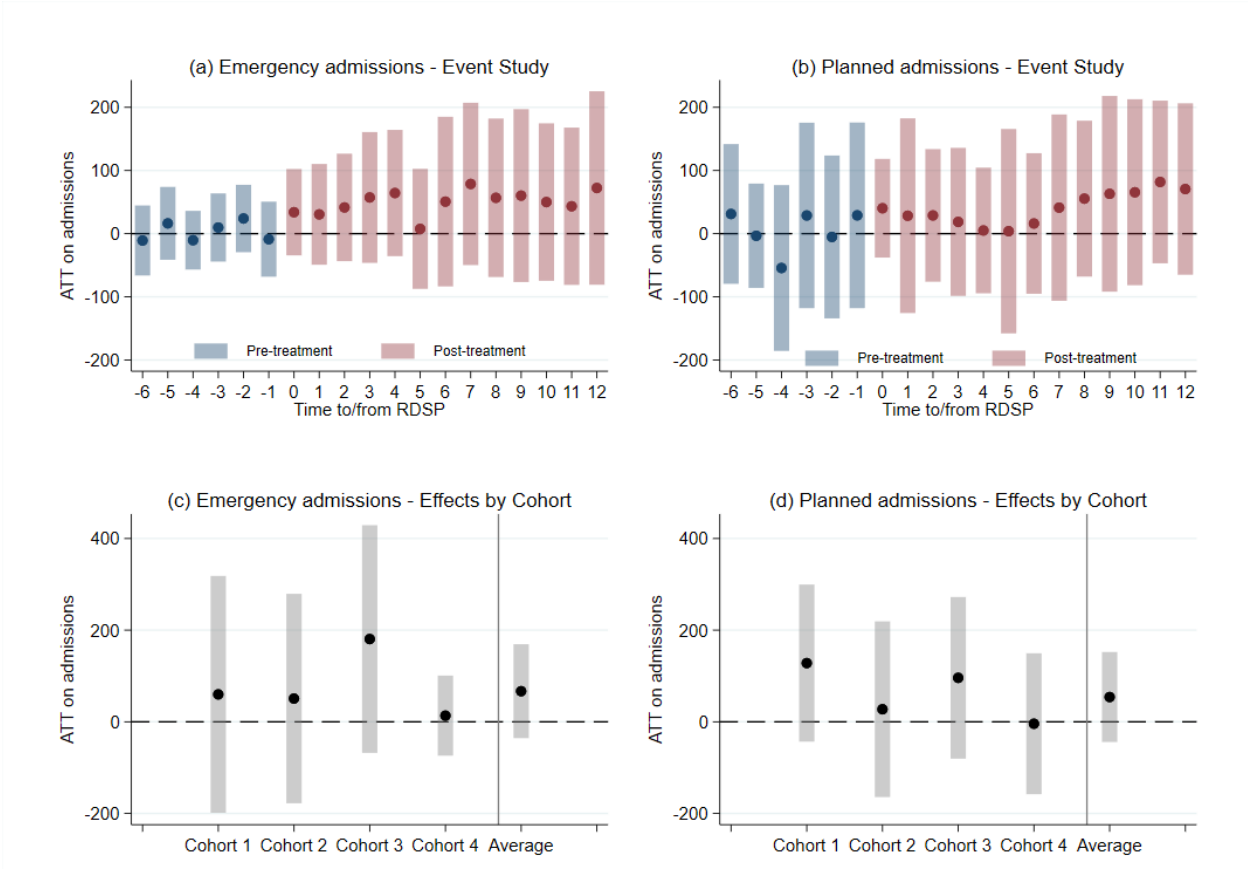 (a) Emergency admissions - Event Study
ATT on admissions
200
100
0
-100
-200
Pre-treatment
Post-treatment
-6 -5 -4 -3 -2 -1 0 1 2 3 4 5 6 7 8 9 10 11 12
Time to/from RDSP
(b) Planned admissions - Event Study
ATT on admissions
200
100
0
-100
-200
Pre-treatment
Post-treatment
-6 -5 -4 -3 -2 -1 0 1 2 3 4 5 6 7 8 9 10 11 12
Time to/from RDSP
(c) Emergency admissions - Effects by Cohort
ATT on admissions
400
200
0
-200
Cohort 1 Cohort 2 Cohort 3 Cohort 4 Average
(d) Planned admissions - Effects by Cohort
ATT on admissions
400
200
0
-200
Cohort 1 Cohort 2 Cohort 3 Cohort 4 Average